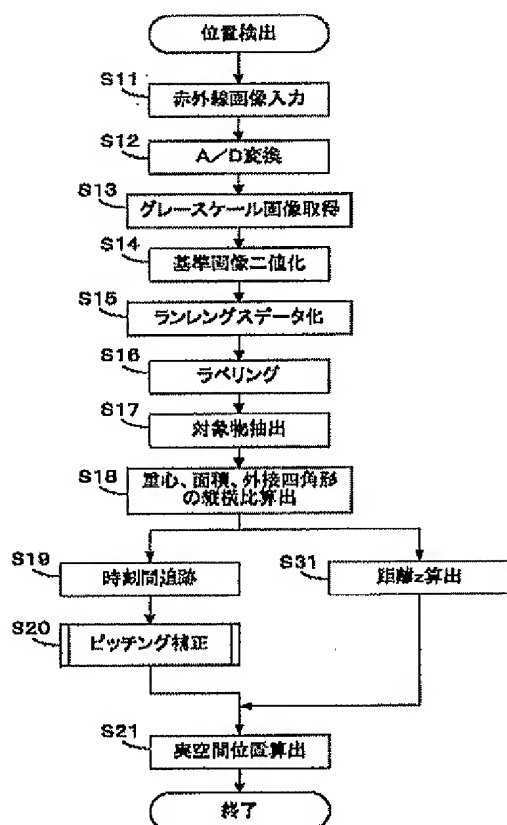 位置検出
S11
赤外線画像入力
S12
A/D変換
S13
グレースケール画像取得
S14
基準画像二値化
S15
ランレングスデータ化
S16
ラベリング
S17
対象物抽出
S18
重心、面積、外接四角形
の縦横比算出
S19
時刻間追跡
S31
距離z算出
S20
ピッチング補正
S21
実空間位置算出
終了